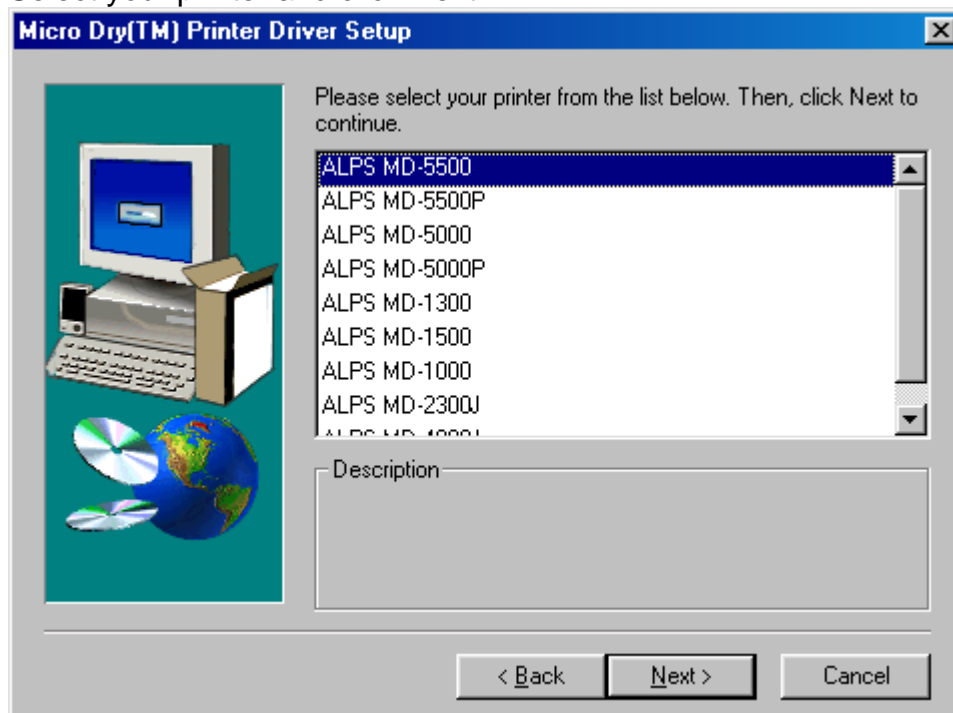 Micro Dry(TM) Printer Driver Setup
Please select your printer from the list below. Then, click Next to
continue.
ALPS MD-5500
ALPS MD-5500P
ALPS MD-5000
ALPS MD-5000P
ALPS MD-1300
ALPS MD-1500
ALPS MD-1000
ALPS MD-2300J
Description
< Back
Next >
Cancel